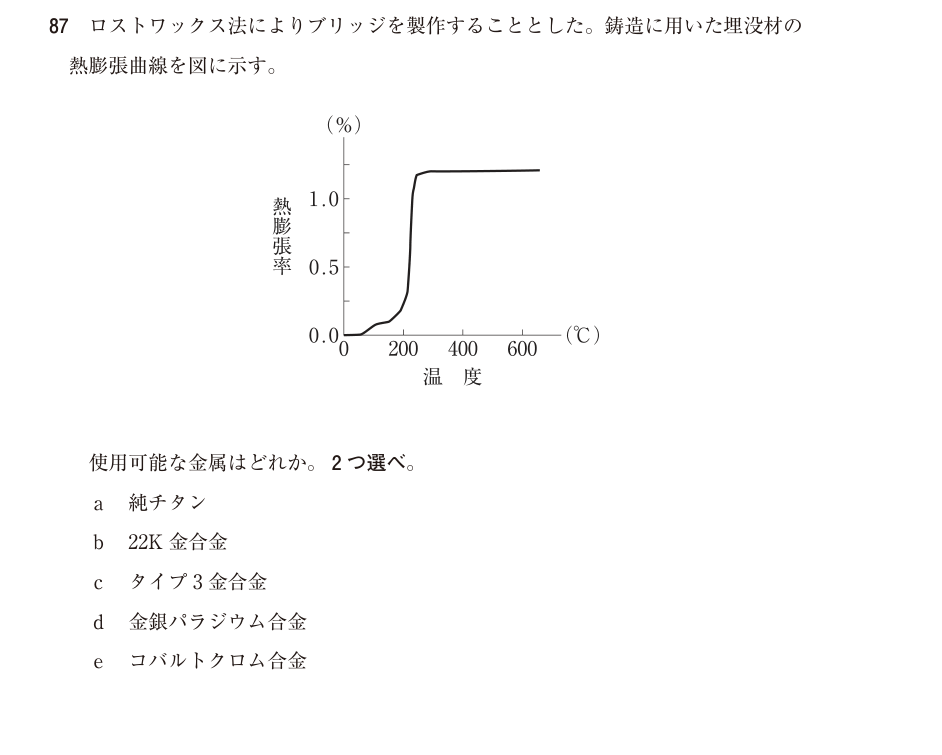 87 ロストワックス法によりブリッジを製作することとした。鋳造に用いた埋没材の
熱膨張曲線を図に示す。
(%)
熱膨張率
1.0
0.5
0.0
0 200 400 600 (℃)
温 度
使用可能な金属はどれか。2つ選べ。
a 純チタン
b 22K 金合金
c タイプ 3 金合金
d 金銀パラジウム合金
e コバルトクロム合金